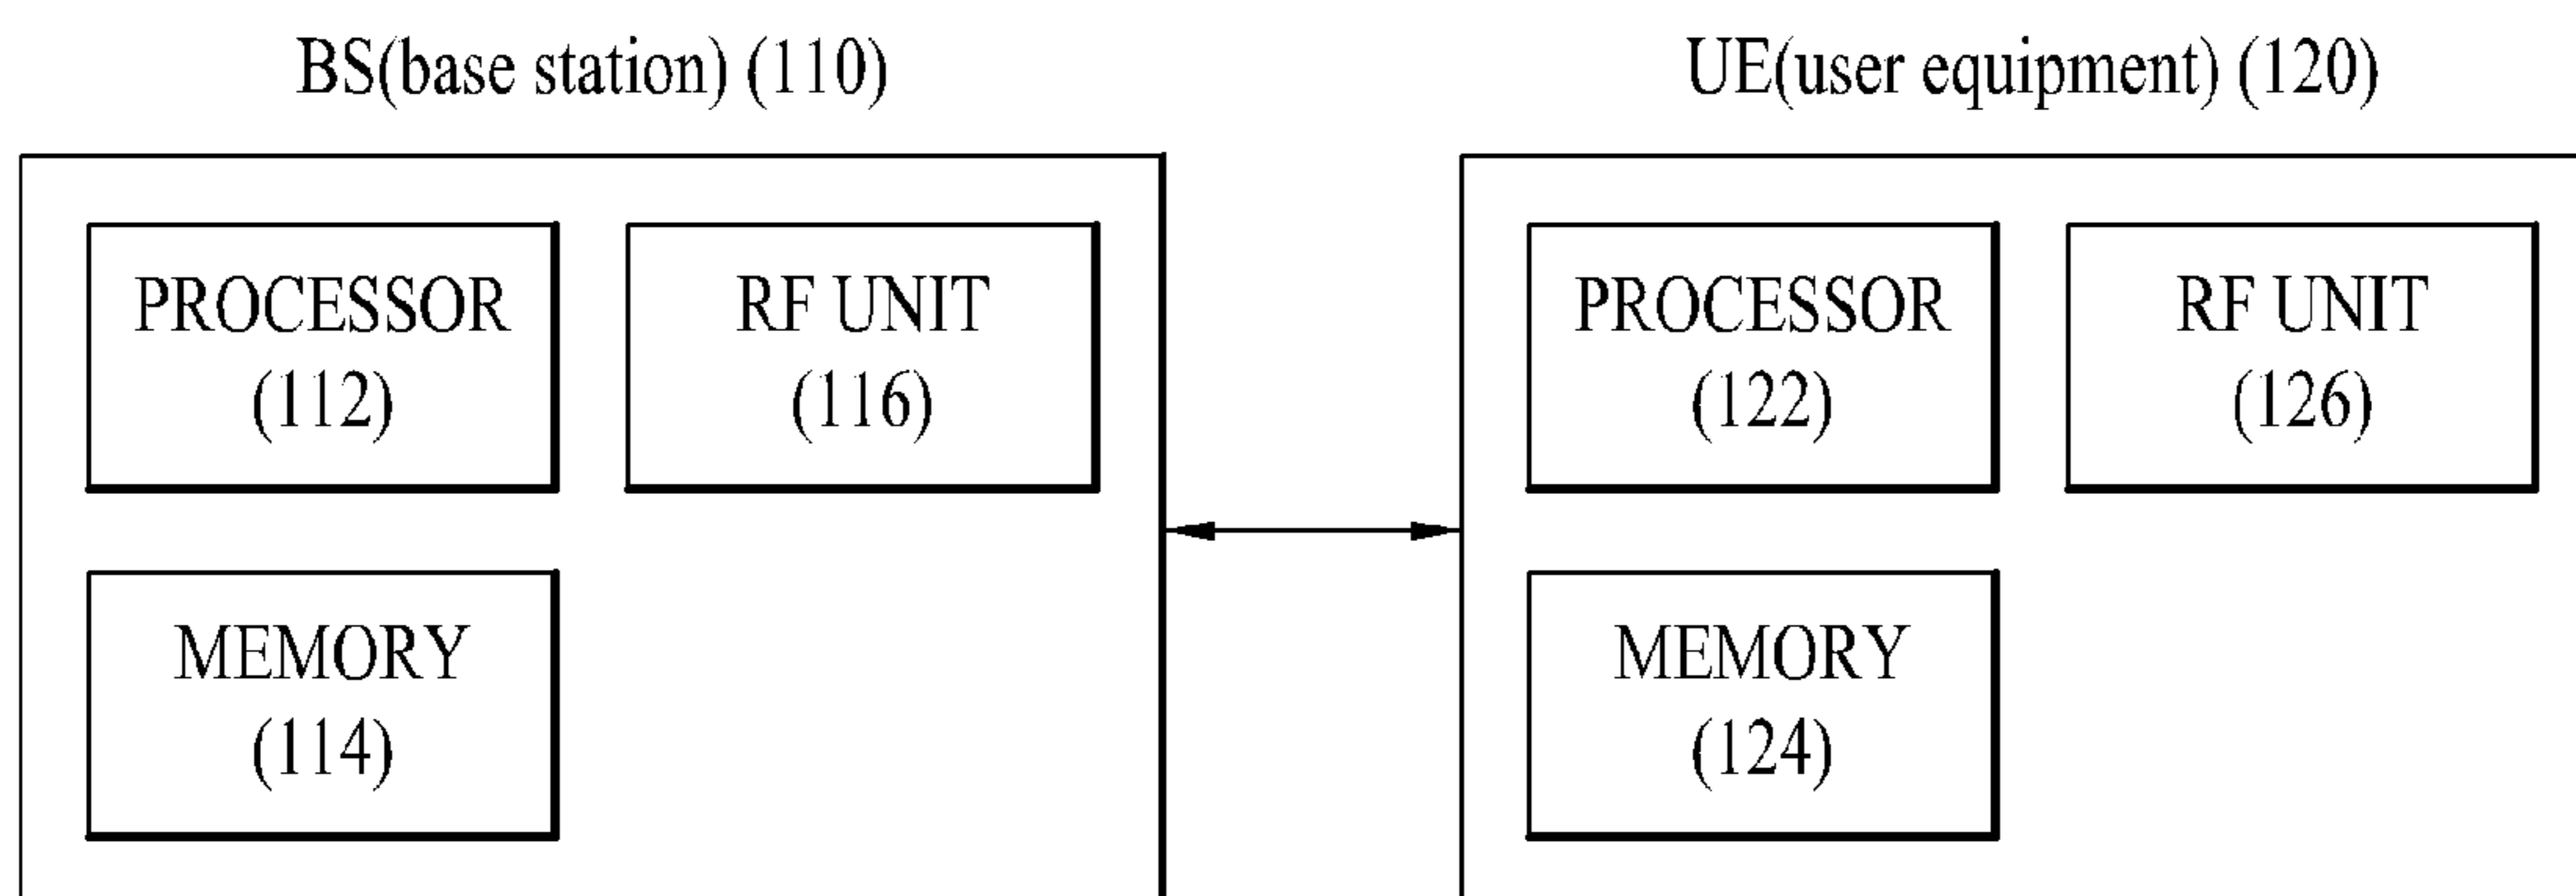 BS(base station) (110)
PROCESSOR
(112)
RF UNIT
(116)
MEMORY
(114)
UE(user equipment) (120)
PROCESSOR
(122)
RF UNIT
(126)
MEMORY
(124)